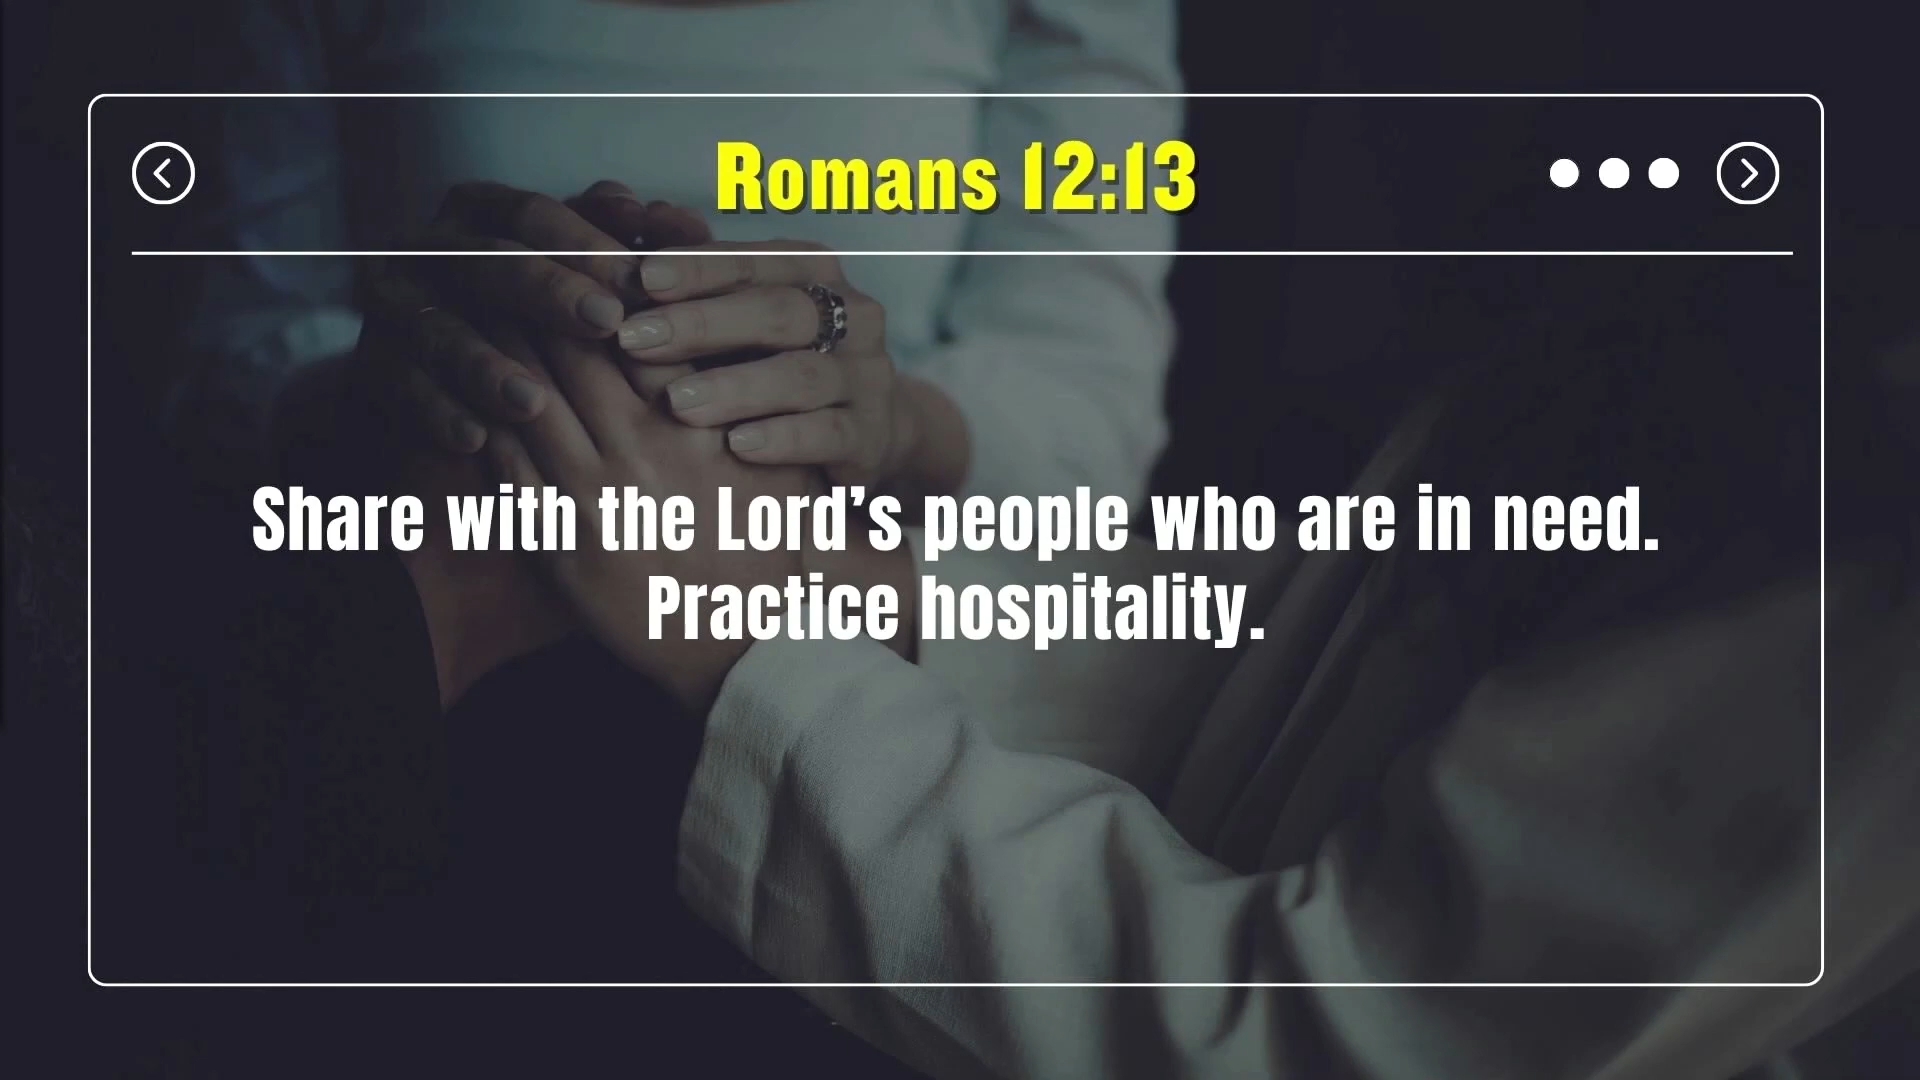 Romans 12:13
Share with the Lord’s people who are in need.
Practice hospitality.